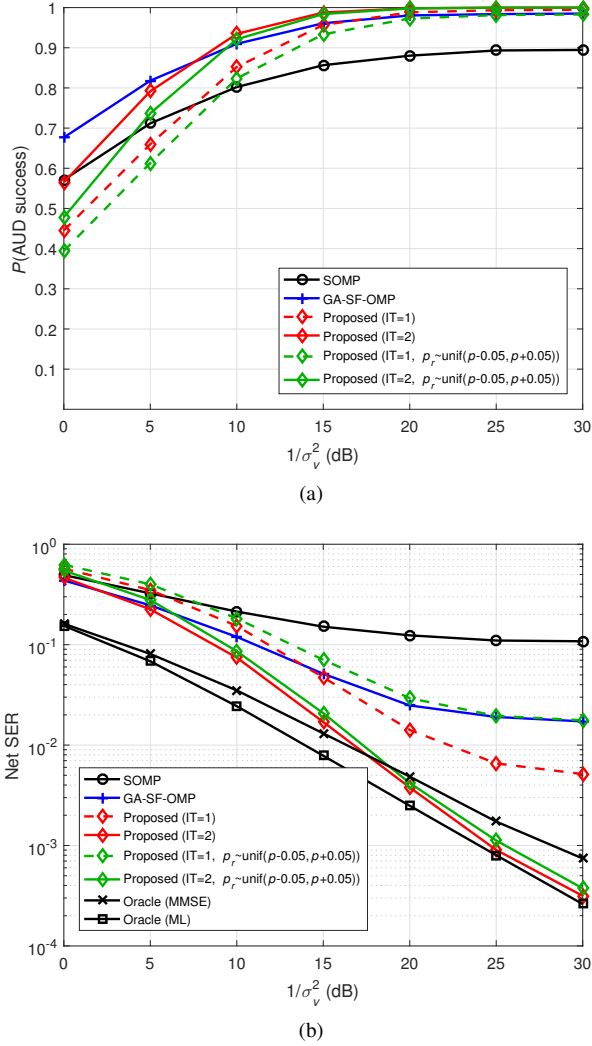 1
0.9
0.8
0.7
0.6
0.5
0.4
0.3
0.2
0.1
P(AUD success)
SOMP
GA-SF-OMP
Proposed (IT=1)
Proposed (IT=2)
Proposed (IT=1, p_r~unif(p-0.05, p+0.05))
Proposed (IT=2, p_r~unif(p-0.05, p+0.05))
0 5 10 15 20 25 30
1/σ_v^2 (dB)
(a)
10^0
10^-1
10^-2
10^-3
10^-4
Net SER
SOMP
GA-SF-OMP
Proposed (IT=1)
Proposed (IT=2)
Proposed (IT=1, p_r~unif(p-0.05, p+0.05))
Proposed (IT=2, p_r~unif(p-0.05, p+0.05))
Oracle (MMSE)
Oracle (ML)
0 5 10 15 20 25 30
1/σ_v^2 (dB)
(b)